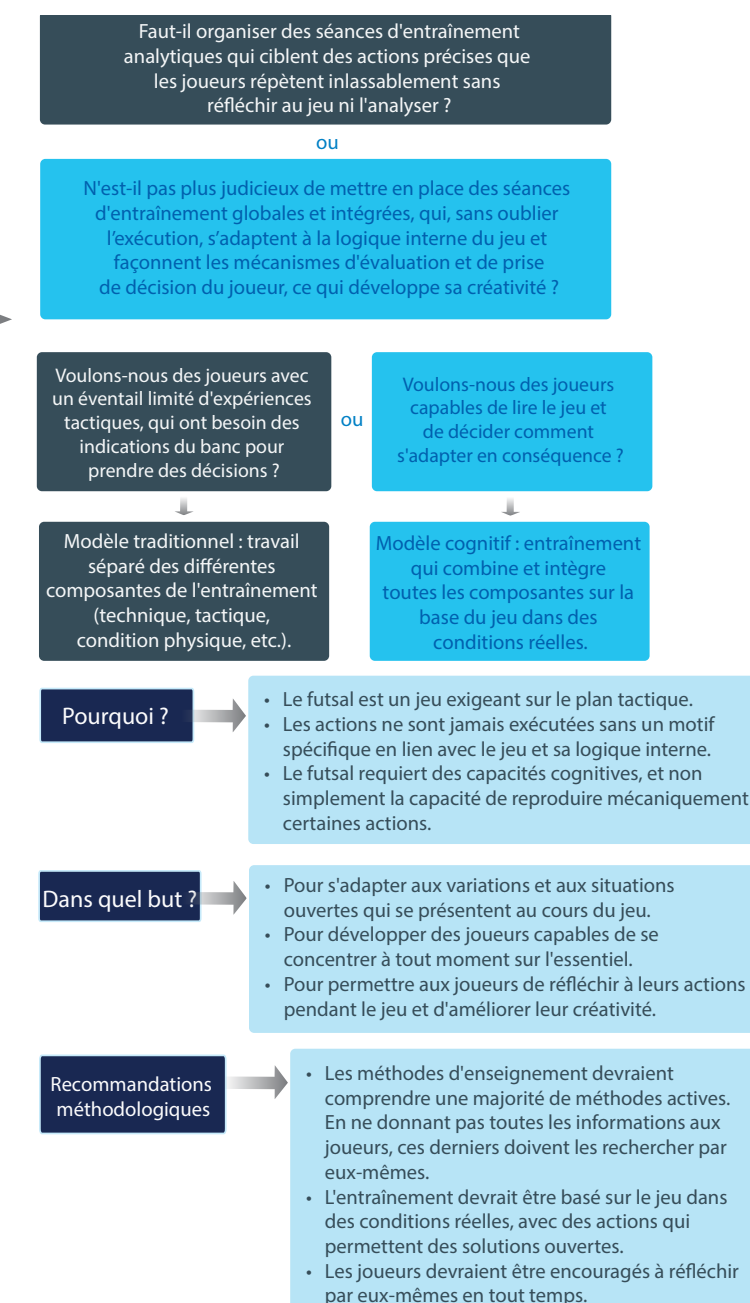 Faut-il organiser des séances d'entraînement
analytiques qui ciblent des actions précises que
les joueurs répètent inlassablement sans
réfléchir au jeu ni l'analyser ?
ou
N'est-il pas plus judicieux de mettre en place des séances
d'entraînement globales et intégrées, qui, sans oublier
l’exécution, s’adaptent à la logique interne du jeu et
façonnent les mécanismes d'évaluation et de prise
de décision du joueur, ce qui développe sa créativité ?
Voulons-nous des joueurs avec
un éventail limité d'expériences
tactiques, qui ont besoin des
indications du banc pour
prendre des décisions ?
ou
Voulons-nous des joueurs
capables de lire le jeu et
de décider comment
s'adapter en conséquence ?
Modèle traditionnel : travail
séparé des différentes
composantes de l'entraînement
(technique, tactique,
condition physique, etc.).
Modèle cognitif : entraînement
qui combine et intègre
toutes les composantes sur la
base du jeu dans des
conditions réelles.
Pourquoi ?
• Le futsal est un jeu exigeant sur le plan tactique.
• Les actions ne sont jamais exécutées sans un motif
spécifique en lien avec le jeu et sa logique interne.
• Le futsal requiert des capacités cognitives, et non
simplement la capacité de reproduire mécaniquement
certaines actions.
Dans quel but ?
• Pour s'adapter aux variations et aux situations
ouvertes qui se présentent au cours du jeu.
• Pour développer des joueurs capables de se
concentrer à tout moment sur l'essentiel.
• Pour permettre aux joueurs de réfléchir à leurs actions
pendant le jeu et d'améliorer leur créativité.
Recommandations
méthodologiques
• Les méthodes d'enseignement devraient
comprendre une majorité de méthodes actives.
En ne donnant pas toutes les informations aux
joueurs, ces derniers doivent les rechercher par
eux-mêmes.
• L'entraînement devrait être basé sur le jeu dans
des conditions réelles, avec des actions qui
permettent des solutions ouvertes.
• Les joueurs devraient être encouragés à réfléchir
par eux-mêmes en tout temps.